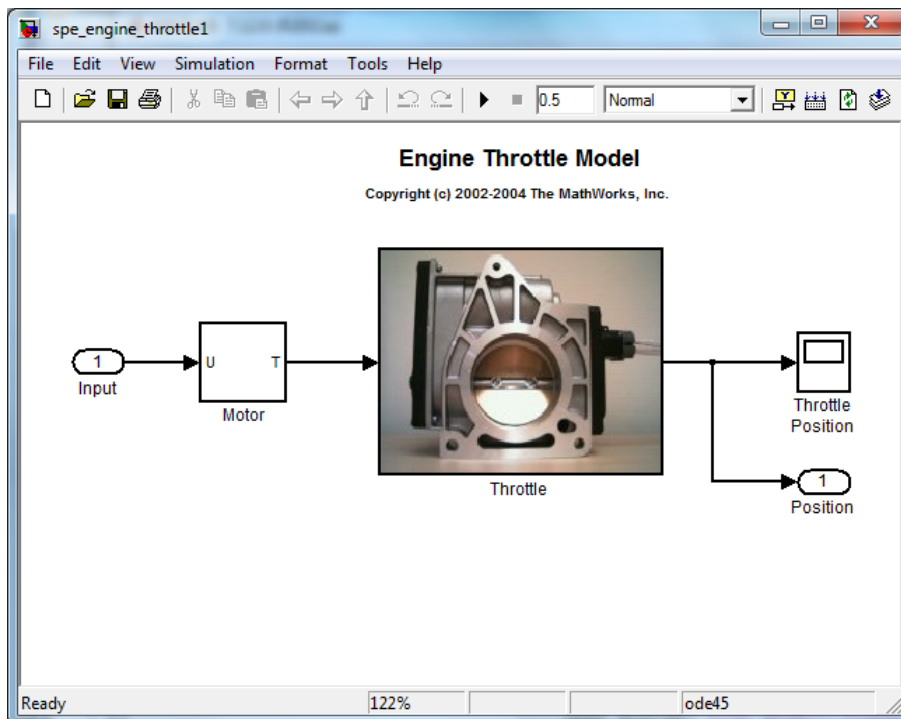 spe_engine_throttle1
File Edit View Simulation Format Tools Help
0.5 Normal
Engine Throttle Model
Copyright (c) 2002-2004 The MathWorks, Inc.
1
Input
U T
Motor
Throttle
Throttle
Position
1
Position
Ready 122% ode45